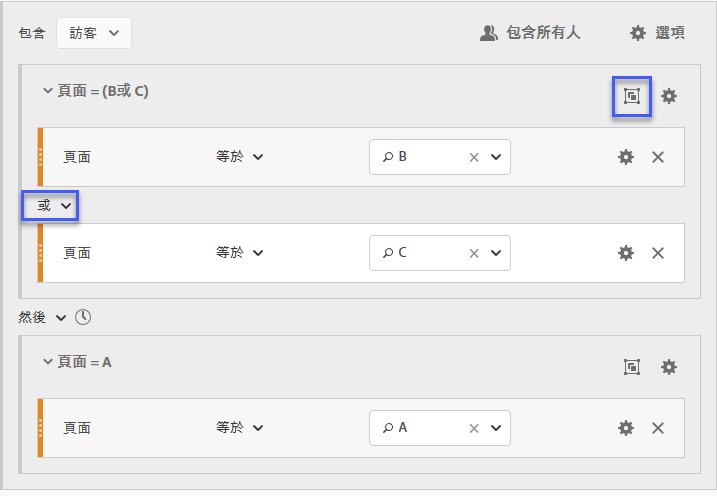 包含 訪客 包含所有人 選項
頁面 = (B或 C)
頁面 等於 B
或
頁面 等於 C
然後
頁面 = A
頁面 等於 A